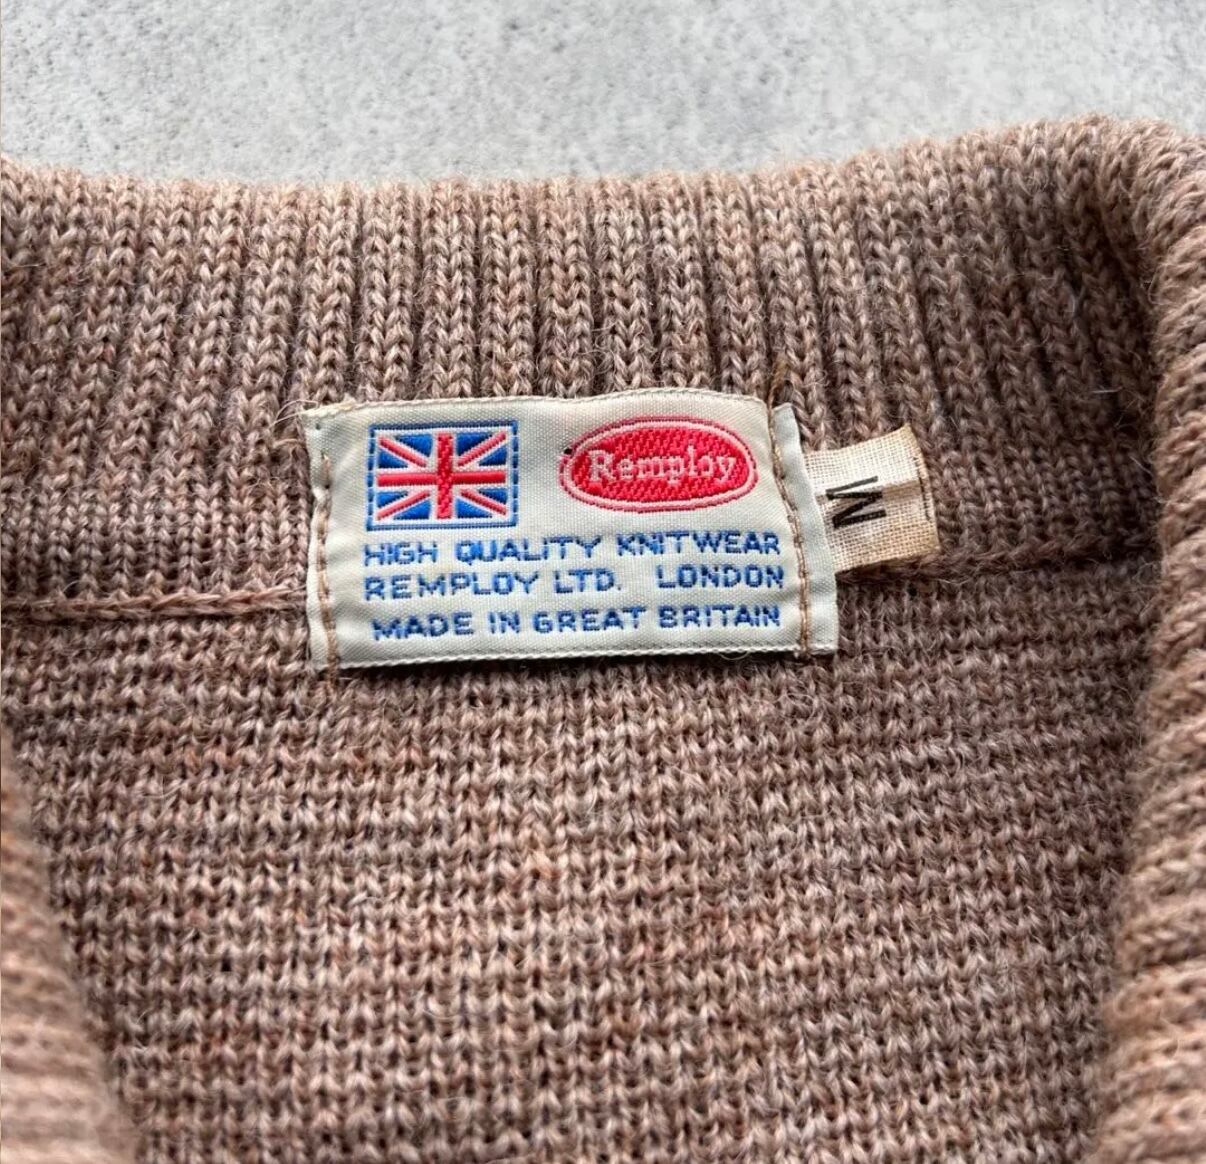 Remploy
HIGH QUALITY KNITWEAR
REMPLOY LTD. LONDON
MADE IN GREAT BRITAIN
M